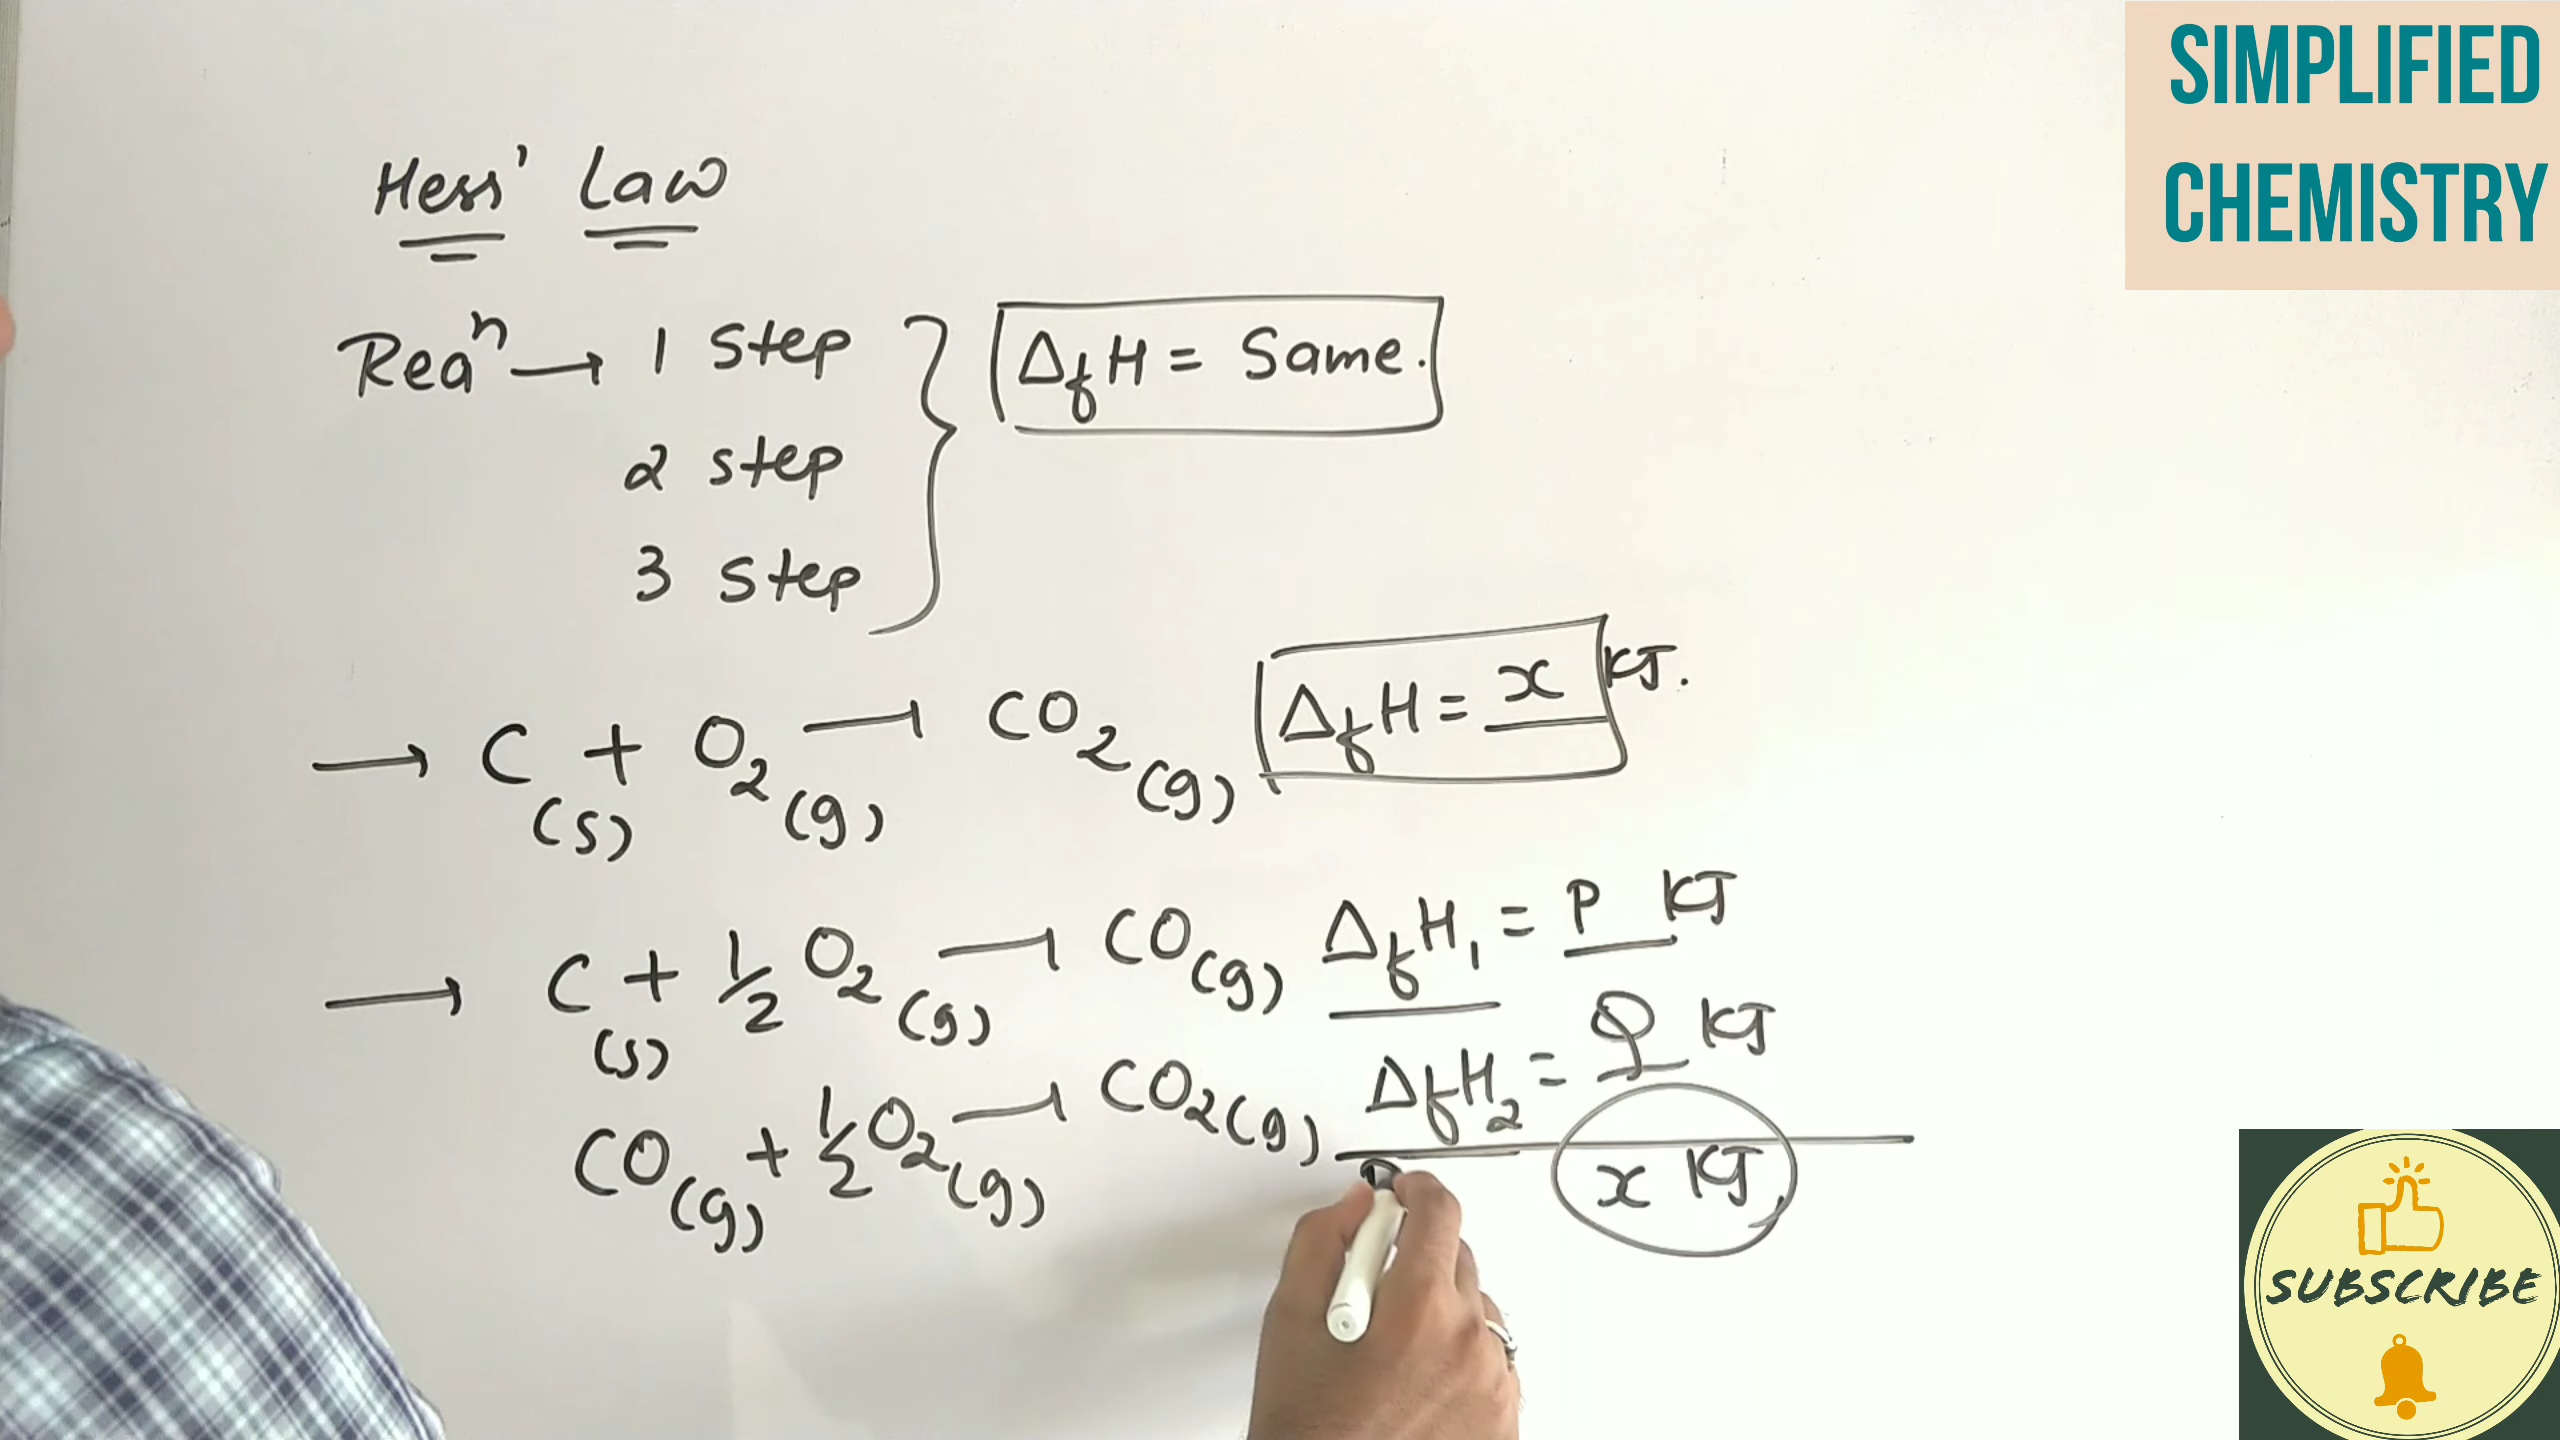 SIMPLIFIED
CHEMISTRY
Hess' Law
Reaⁿ → 1 Step
ΔfH = Same.
2 step
3 Step
→ C(s) + O₂(g) → CO₂(g) ΔfH = x KJ.
→ C(s) + 1/2 O₂(g) → CO(g) ΔfH₁ = P KJ
CO(g) + 1/2 O₂(g) → CO₂(g) ΔfH₂ = Q KJ
x KJ
SUBSCRIBE